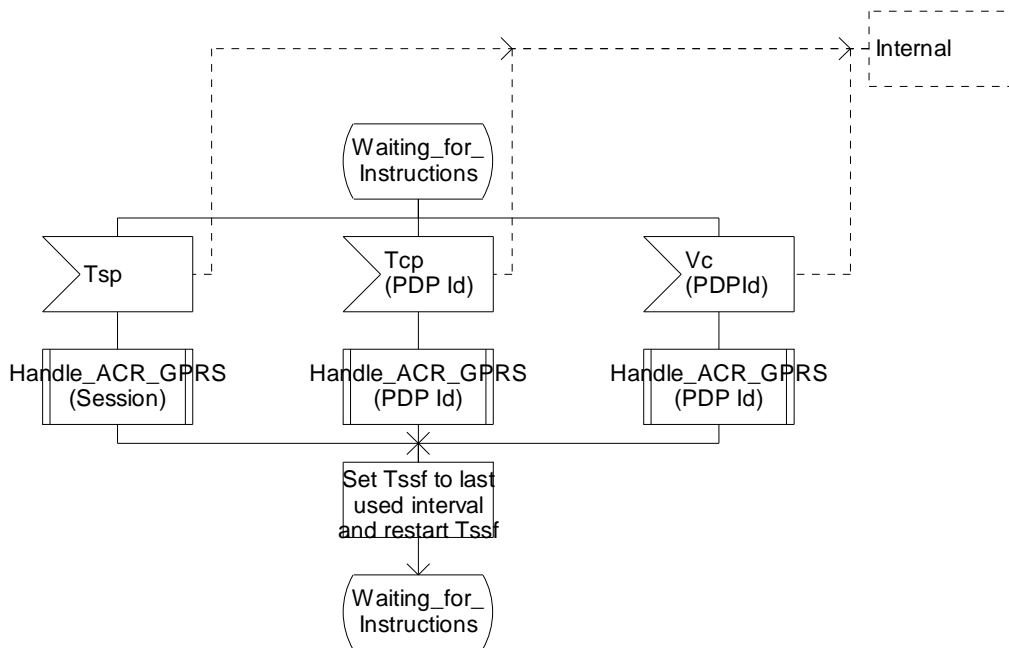 Internal
Waiting_for_
Instructions
Tsp
Tcp
(PDP Id)
Vc
(PDPId)
Handle_ACR_GPRS
(Session)
Handle_ACR_GPRS
(PDP Id)
Handle_ACR_GPRS
(PDP Id)
Set Tssf to last
used interval
and restart Tssf
Waiting_for_
Instructions